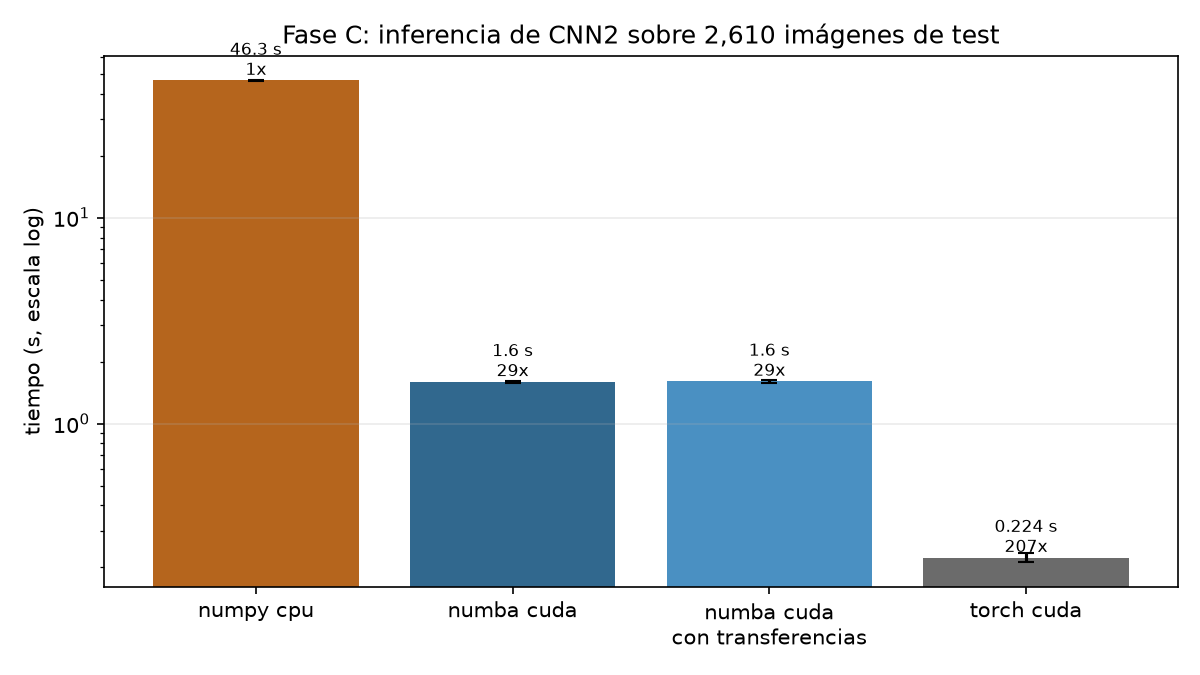 Fase C: inferencia de CNN2 sobre 2,610 imágenes de test
46.3 s
1x
1.6 s
29x
1.6 s
29x
0.224 s
207x
tiempo (s, escala log)
10¹
10⁰
numpy cpu
numba cuda
numba cuda
con transferencias
torch cuda